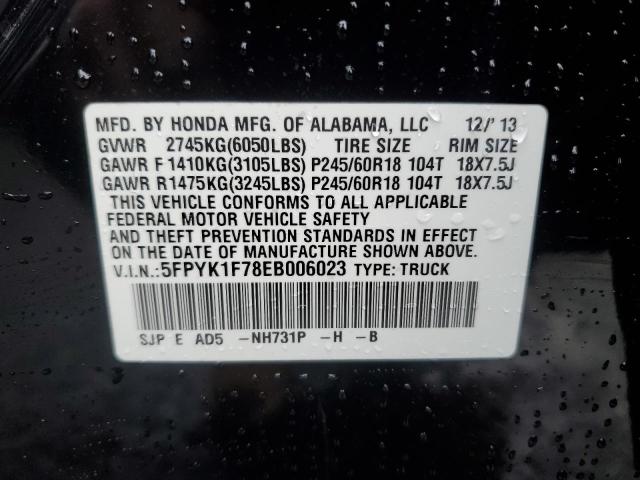 MFD. BY HONDA MFG. OF ALABAMA, LLC 12/'13
GVWR 2745KG(6050LBS) TIRE SIZE RIM SIZE
GAWR F 1410KG(3105LBS) P245/60R18 104T 18X7.5J
GAWR R1475KG(3245LBS) P245/60R18 104T 18X7.5J
THIS VEHICLE CONFORMS TO ALL APPLICABLE
FEDERAL MOTOR VEHICLE SAFETY
AND THEFT PREVENTION STANDARDS IN EFFECT
ON THE DATE OF MANUFACTURE SHOWN ABOVE.
V.I.N.:5FPYK1F78EB006023 TYPE: TRUCK
SJP E AD5 -NH731P -H -B